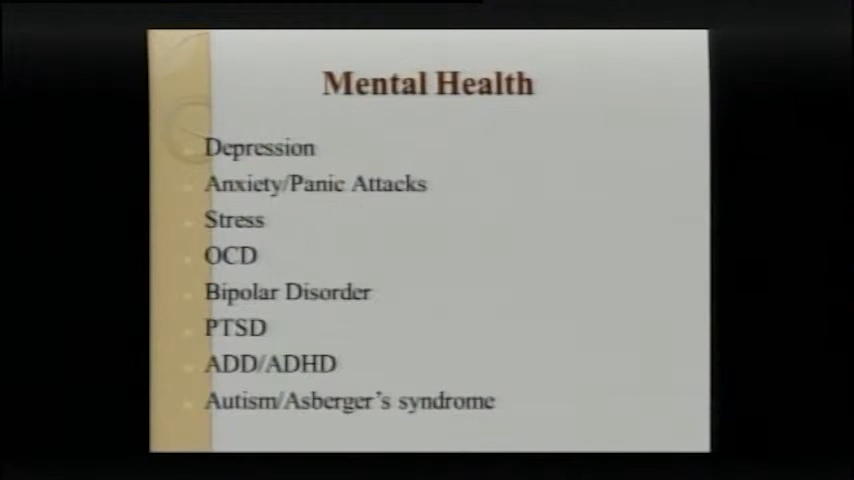 Mental Health
Depression
Anxiety/Panic Attacks
Stress
OCD
Bipolar Disorder
PTSD
ADD/ADHD
Autism/Asberger's syndrome